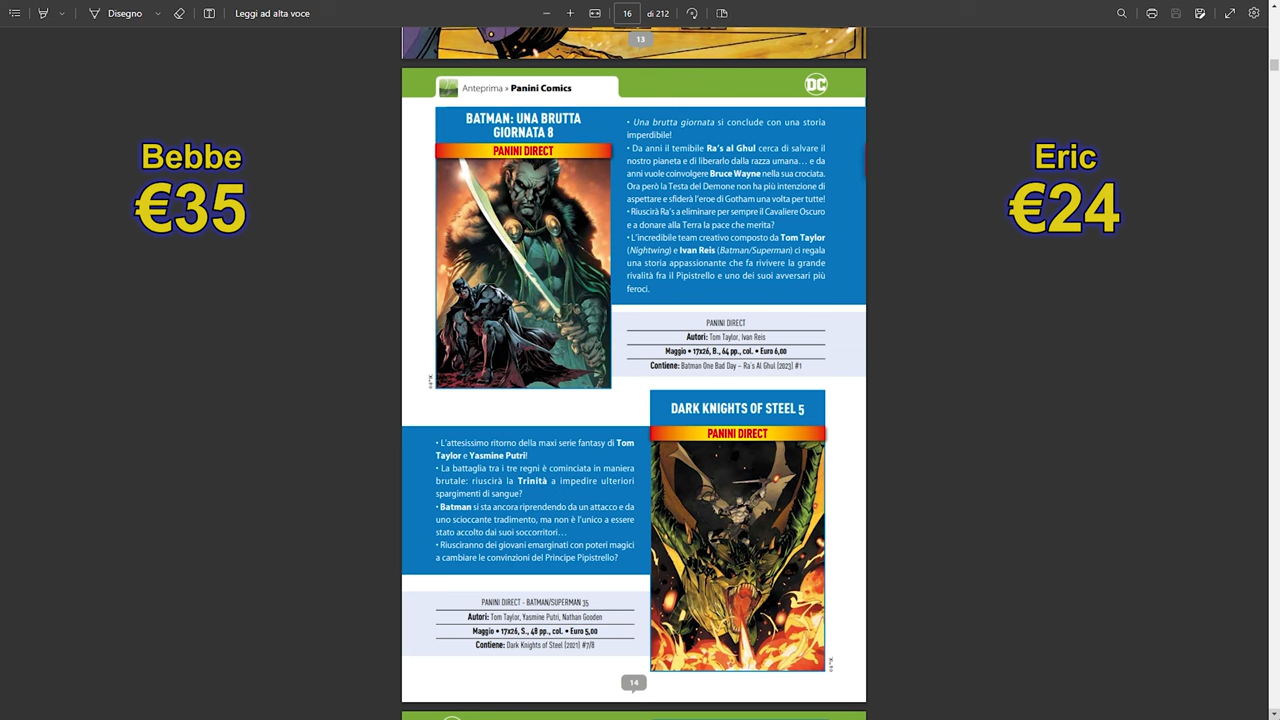 16
di 212
Disegno
Leggi ad alta voce
13
Anteprima » Panini Comics
DC
Bebbe
€35
Eric
€24
BATMAN: UNA BRUTTA
GIORNATA 8
PANINI DIRECT
• Una brutta giornata si conclude con una storia
imperdibile!
• Da anni il temibile Ra's al Ghul cerca di salvare il
nostro pianeta e di liberarlo dalla razza umana… e da
anni vuole coinvolgere Bruce Wayne nella sua crociata.
Ora però la Testa del Demone non ha più intenzione di
aspettare e sfiderà l'eroe di Gotham una volta per tutte!
• Riuscirà Ra's a eliminare per sempre il Cavaliere Oscuro
e a donare alla Terra la pace che merita?
• L'incredibile team creativo composto da Tom Taylor
(Nightwing) e Ivan Reis (Batman/Superman) ci regala
una storia appassionante che fa rivivere la grande
rivalità fra il Pipistrello e uno dei suoi avversari più
feroci.
PANINI DIRECT
Autori: Tom Taylor, Ivan Reis
Maggio • 17x26, B., 64 pp., col. • Euro 6,00
Contiene: Batman One Bad Day – Ra's Al Ghul (2023) #1
DARK KNIGHTS OF STEEL 5
PANINI DIRECT
• L'attesissimo ritorno della maxi serie fantasy di Tom
Taylor e Yasmine Putri!
• La battaglia tra i tre regni è cominciata in maniera
brutale: riuscirà la Trinità a impedire ulteriori
spargimenti di sangue?
• Batman si sta ancora riprendendo da un attacco e da
uno scioccante tradimento, ma non è l'unico a essere
stato accolto dai suoi soccorritori…
• Riusciranno dei giovani emarginati con poteri magici
a cambiare le convinzioni del Principe Pipistrello?
PANINI DIRECT - BATMAN/SUPERMAN 35
Autori: Tom Taylor, Yasmine Putri, Nathan Gooden
Maggio • 17x26, S., 48 pp., col. • Euro 5,00
Contiene: Dark Knights of Steel (2021) #7/8
14